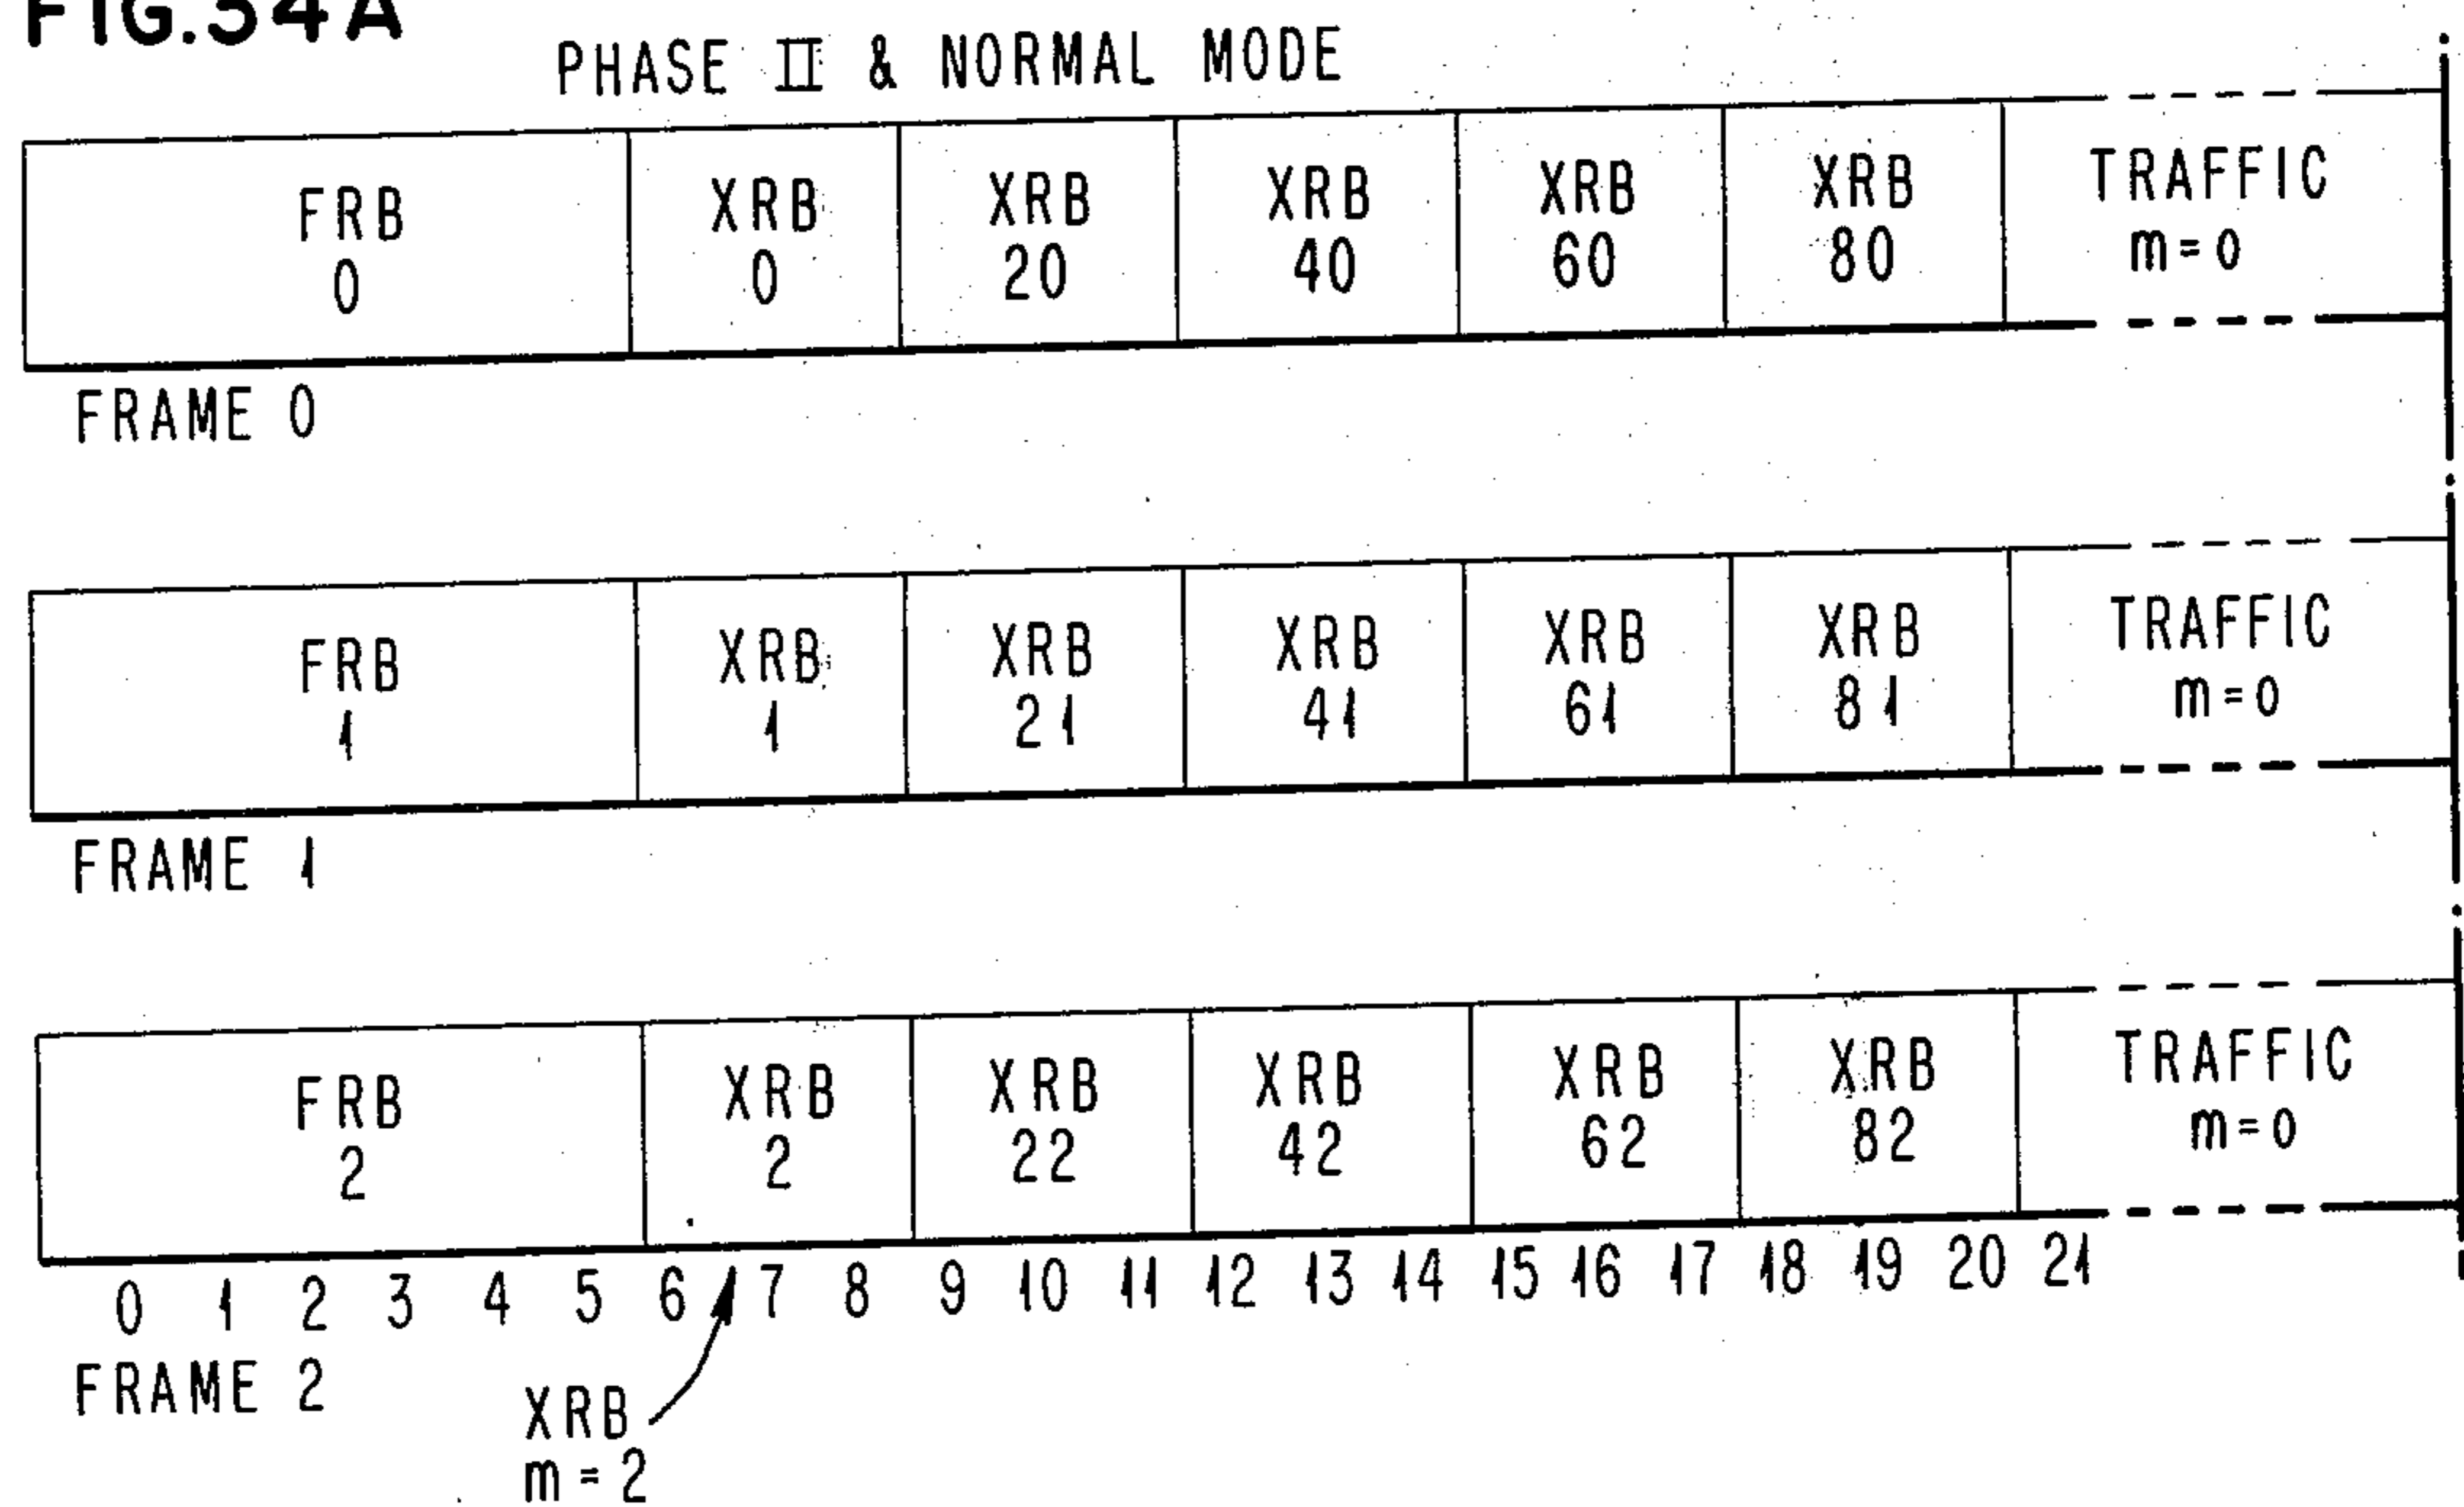 FIG.34A
PHASE II & NORMAL MODE
FRB 0 XRB 0 XRB 20 XRB 40 XRB 60 XRB 80 TRAFFIC m=0
FRAME 0
FRB 1 XRB 1 XRB 21 XRB 41 XRB 61 XRB 81 TRAFFIC m=0
FRAME 1
FRB 2 XRB 2 XRB 22 XRB 42 XRB 62 XRB 82 TRAFFIC m=0
0 1 2 3 4 5 6 7 8 9 10 11 12 13 14 15 16 17 18 19 20 21
FRAME 2
XRB
m=2